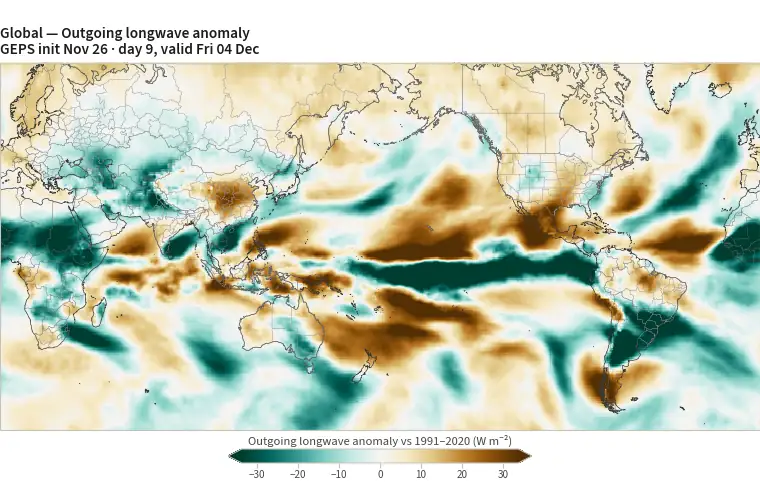 Global — Outgoing longwave anomaly
GEPS init Nov 26 · day 9, valid Fri 04 Dec
Outgoing longwave anomaly vs 1991–2020 (W m⁻²)
−30 −20 −10 0 10 20 30